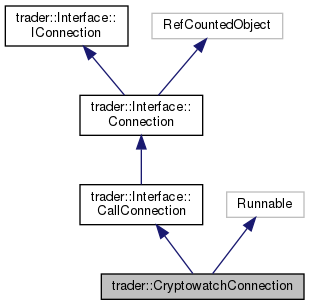 trader::Interface::
IConnection
RefCountedObject
trader::Interface::
Connection
trader::Interface::
CallConnection
Runnable
trader::CryptowatchConnection